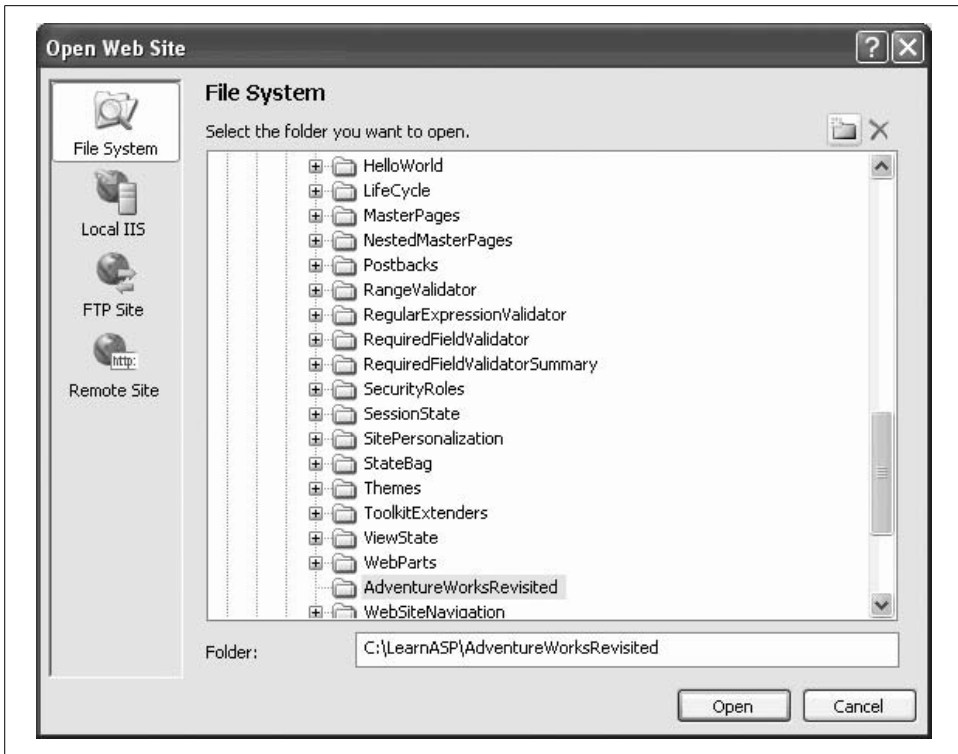 Open Web Site
File System
Local IIS
FTP Site
http:
Remote Site
File System
Select the folder you want to open.
HelloWorld
LifeCycle
MasterPages
NestedMasterPages
Postbacks
RangeValidator
RegularExpressionValidator
RequiredFieldValidator
RequiredFieldValidatorSummary
SecurityRoles
SessionState
SitePersonalization
StateBag
Themes
ToolkitExtenders
ViewState
WebParts
AdventureWorksRevisited
WebSiteNavigation
Folder: C:\LearnASP\AdventureWorksRevisited
Open Cancel